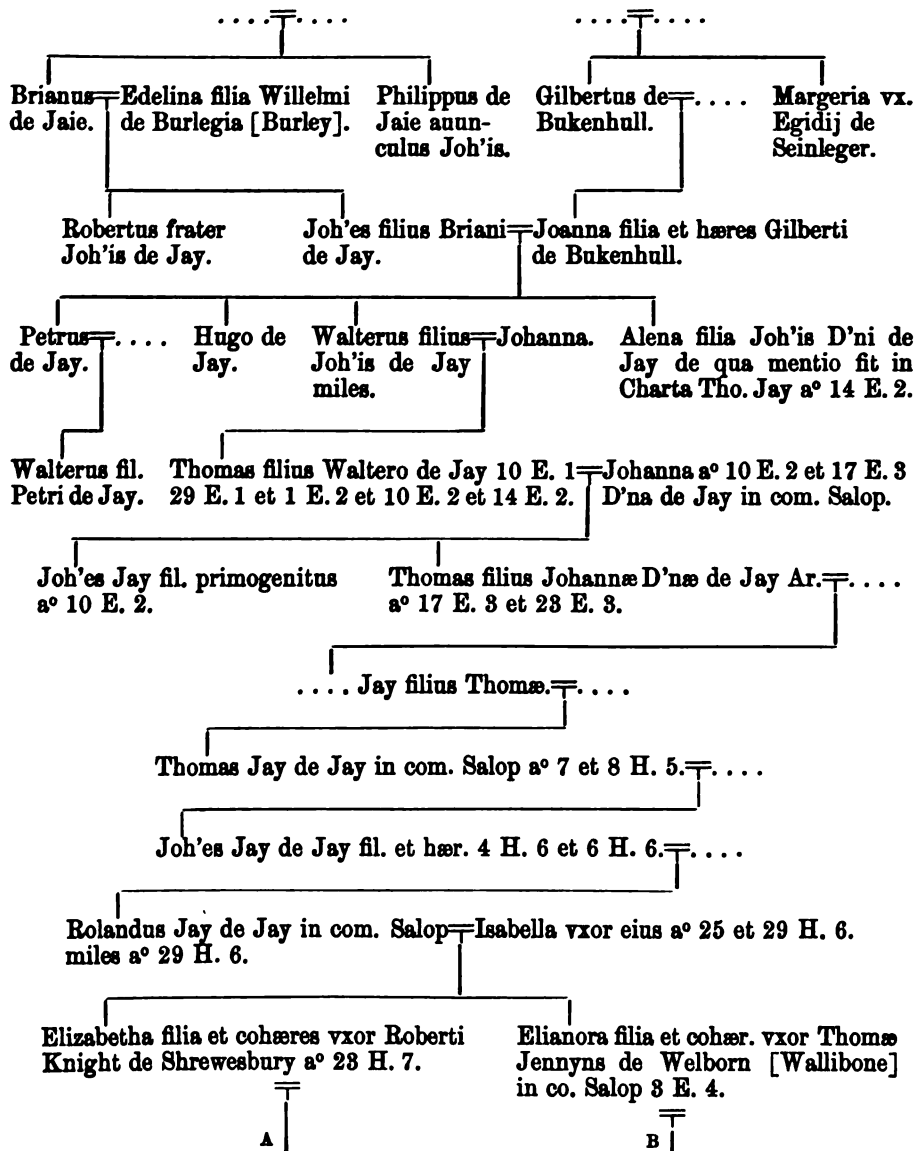 . . . . . . . .
. . . . . . . .
Brianus
de Jaie.
Edelina filia Willelmi
de Burlegia [Burley].
Philippus de
Jaie auun-
culus Joh'is.
Gilbertus de
Bukenhull.
. . . .
Margeria vx.
Egidij de
Seinleger.
Robertus frater
Joh'is de Jay.
Joh'es filius Briani
de Jay.
Joanna filia et hæres Gilberti
de Bukenhull.
Petrus
de Jay.
. . . .
Hugo de
Jay.
Walterus filius
Joh'is de Jay
miles.
Johanna.
Alena filia Joh'is D'ni de
Jay de qua mentio fit in
Charta Tho. Jay aº 14 E. 2.
Walterus fil.
Petri de Jay.
Thomas filius Waltero de Jay 10 E. 1
29 E. 1 et 1 E. 2 et 10 E. 2 et 14 E. 2.
Johanna aº 10 E. 2 et 17 E. 3
D'na de Jay in com. Salop.
Joh'es Jay fil. primogenitus
aº 10 E. 2.
Thomas filius Johannæ D'næ de Jay Ar.
aº 17 E. 3 et 23 E. 3.
. . . .
. . . . Jay filius Thomæ. . . . .
Thomas Jay de Jay in com. Salop aº 7 et 8 H. 5. . . . .
Joh'es Jay de Jay fil. et hær. 4 H. 6 et 6 H. 6. . . . .
Rolandus Jay de Jay in com. Salop
miles aº 29 H. 6.
Isabella vxor eius aº 25 et 29 H. 6.
Elizabetha filia et cohæres vxor Roberti
Knight de Shrewesbury aº 23 H. 7.
Elianora filia et cohær. vxor Thomæ
Jennyns de Welborn [Wallibone]
in co. Salop 3 E. 4.
A
B